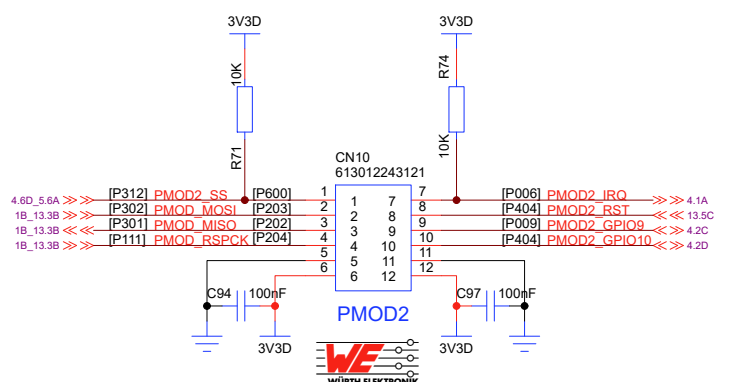 3V3D 3V3D
10K R74
R71 10K
CN10
613012243121
4.6D_5.6A [P312] PMOD2_SS [P600] 1 1 7 7 [P006] PMOD2_IRQ 4.1A
1B_13.3B [P302] PMOD_MOSI [P203] 2 2 8 8 [P404] PMOD2_RST 13.5C
1B_13.3B [P301] PMOD_MISO [P202] 3 3 9 9 [P009] PMOD2_GPIO9 4.2C
1B_13.3B [P111] PMOD_RSPCK [P204] 4 4 10 10 [P404] PMOD2_GPIO10 4.2D
5 5 11 11
6 6 12 12
C94 100nF PMOD2 C97 100nF
3V3D 3V3D
WE
WÜRTH ELEKTRONIK